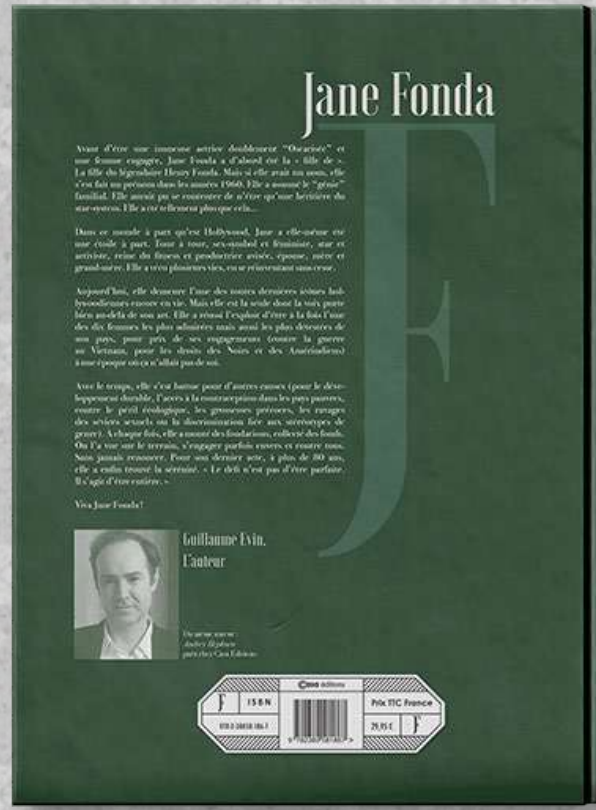 Jane Fonda
Avant d'être une immense actrice doublement "Oscarisée" et
une femme engagée, Jane Fonda a d'abord été la « fille de ».
La fille du légendaire Henry Fonda. Mais si elle avait un nom, elle
s'est fait un prénom dans les années 1960. Elle a assumé le "génie"
familial. Elle aurait pu se contenter de n'être qu'une héritière du
star-system. Elle a été tellement plus que cela...
Dans ce monde à part qu'est Hollywood, Jane a elle-même été
une étoile à part. Tour à tour, sex-symbol et féministe, star et
activiste, reine du fitness et productrice avisée, épouse, mère et
grand-mère. Elle a vécu plusieurs vies, en se réinventant sans cesse.
Aujourd'hui, elle demeure l'une des toutes dernières icônes hol-
lywoodiennes encore en vie. Mais elle est la seule dont la voix porte
bien au-delà de son art. Elle a réussi l'exploit d'être à la fois l'une
des dix femmes les plus admirées mais aussi les plus détestées de
son pays, pour prix de ses engagements (contre la guerre
au Vietnam, pour les droits des Noirs et des Amérindiens)
à une époque où ça n'allait pas de soi.
Avec le temps, elle s'est battue pour d'autres causes (pour le déve-
loppement durable, l'accès à la contraception dans les pays pauvres,
contre le péril écologique, les grossesses précoces, les ravages
des sévices sexuels ou la discrimination liée aux stéréotypes de
genre). A chaque fois, elle a monté des fondations, collecté des fonds.
On l'a vue sur le terrain, s'engager parfois envers et contre tous.
Sans jamais renoncer. Pour son dernier acte, à plus de 80 ans,
elle a enfin trouvé la sérénité. « Le défi n'est pas d'être parfaite.
Il s'agit d'être entière. »
Viva Jane Fonda !
Guillaume Evin,
L'auteur
Du même auteur :
Audrey Hepburn
paru chez Casa Editions
Casa éditions
F ISBN Prix TTC France
29,95 € F